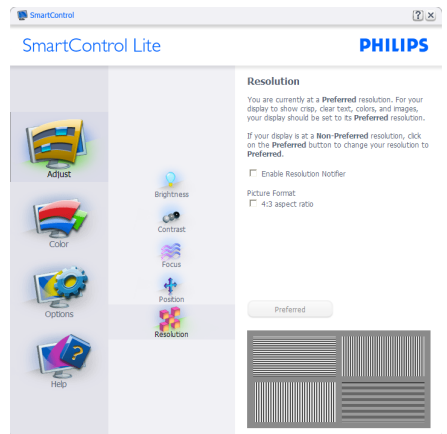 SmartControl
SmartControl Lite
PHILIPS
Adjust
Color
Options
Help
Brightness
Contrast
Focus
Position
Resolution
Resolution
You are currently at a Preferred resolution. For your
display to show crisp, clear text, colors, and images,
your display should be set to its Preferred resolution.
If your display is at a Non-Preferred resolution, click
on the Preferred button to change your resolution to
Preferred.
Enable Resolution Notifier
Picture Format
4:3 aspect ratio
Preferred